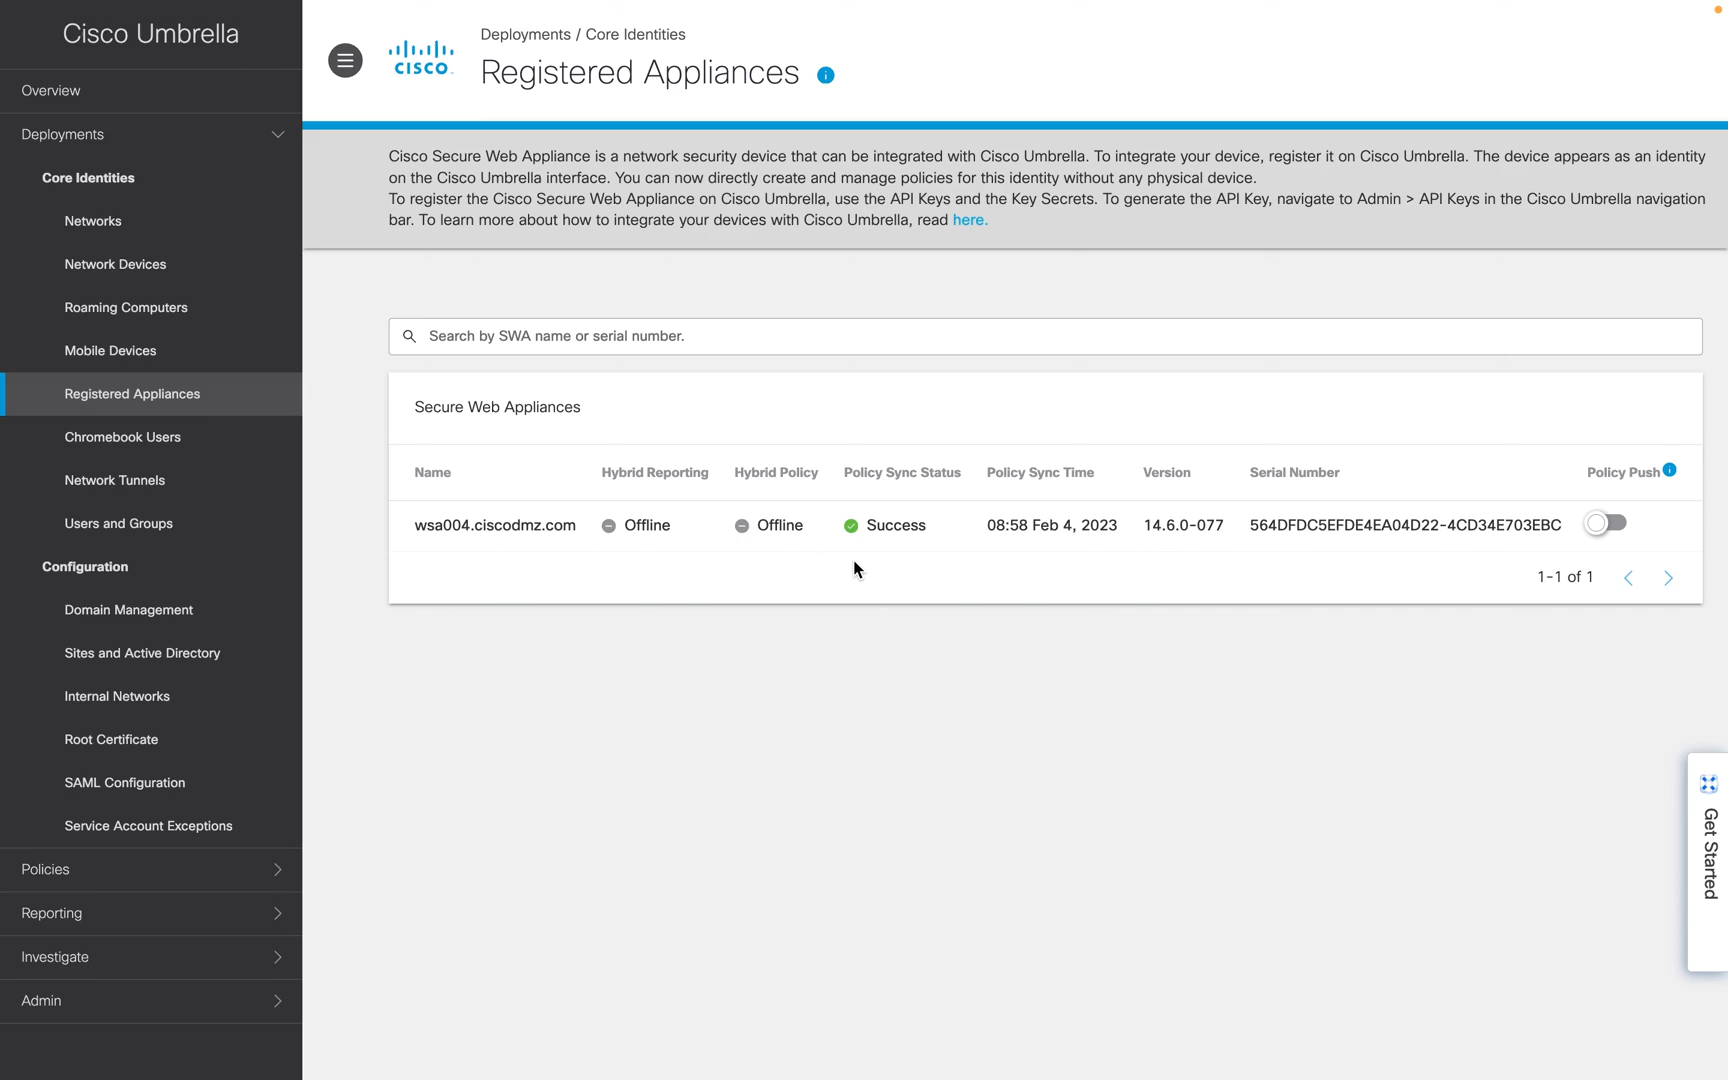 Cisco Umbrella
Overview
Deployments
Core Identities
Networks
Network Devices
Roaming Computers
Mobile Devices
Registered Appliances
Chromebook Users
Network Tunnels
Users and Groups
Configuration
Domain Management
Sites and Active Directory
Internal Networks
Root Certificate
SAML Configuration
Service Account Exceptions
Policies
Reporting
Investigate
Admin
CISCO
Deployments / Core Identities
Registered Appliances
Cisco Secure Web Appliance is a network security device that can be integrated with Cisco Umbrella. To integrate your device, register it on Cisco Umbrella. The device appears as an identity
on the Cisco Umbrella interface. You can now directly create and manage policies for this identity without any physical device.
To register the Cisco Secure Web Appliance on Cisco Umbrella, use the API Keys and the Key Secrets. To generate the API Key, navigate to Admin > API Keys in the Cisco Umbrella navigation
bar. To learn more about how to integrate your devices with Cisco Umbrella, read here.
Search by SWA name or serial number.
Secure Web Appliances
Name Hybrid Reporting Hybrid Policy Policy Sync Status Policy Sync Time Version Serial Number Policy Push
wsa004.ciscodmz.com Offline Offline Success 08:58 Feb 4, 2023 14.6.0-077 564DFDC5EFDE4EA04D22-4CD34E703EBC
1-1 of 1
Get Started